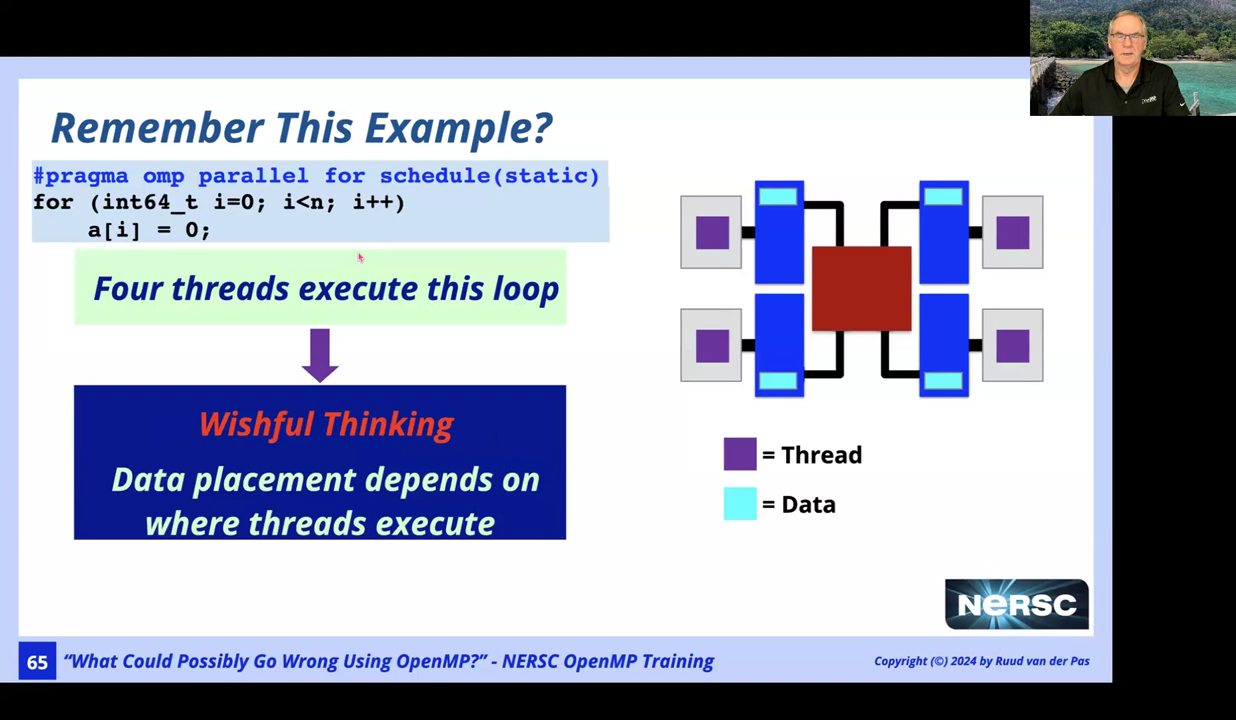 Remember This Example?
#pragma omp parallel for schedule(static)
for (int64_t i=0; i<n; i++)
a[i] = 0;
Four threads execute this loop
Wishful Thinking
Data placement depends on
where threads execute
= Thread
= Data
NERSC
65
“What Could Possibly Go Wrong Using OpenMP?” - NERSC OpenMP Training
Copyright (©) 2024 by Ruud van der Pas